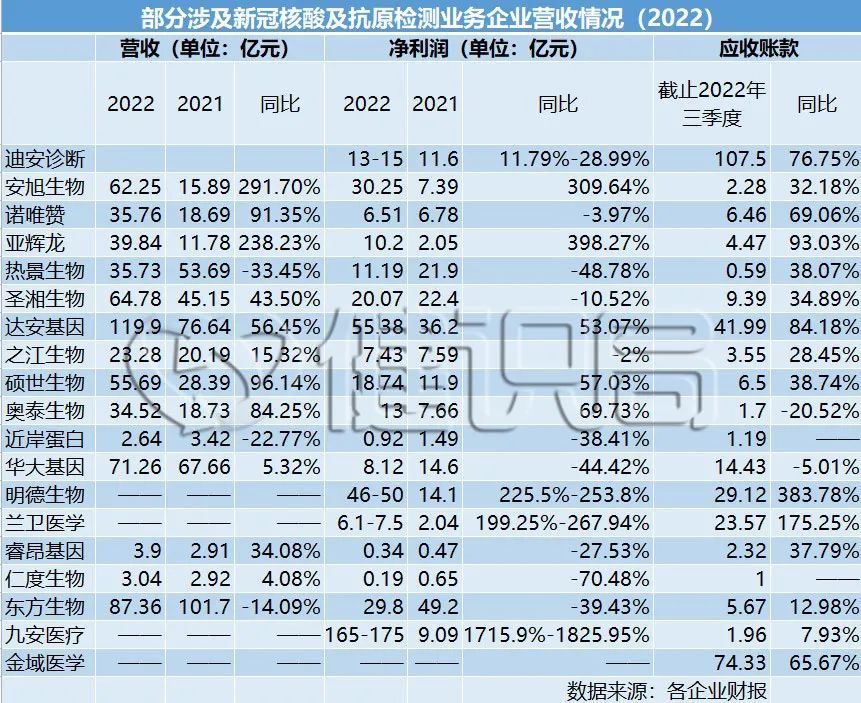 部分涉及新冠核酸及抗原检测业务企业营收情况（2022）
营收（单位：亿元） 净利润（单位：亿元） 应收账款
2022 2021 同比 2022 2021 同比 截止2022年三季度 同比
迪安诊断 13-15 11.6 11.79%-28.99% 107.5 76.75%
安旭生物 62.25 15.89 291.70% 30.25 7.39 309.64% 2.28 32.18%
诺唯赞 35.76 18.69 91.35% 6.51 6.78 -3.97% 6.46 69.06%
亚辉龙 39.84 11.78 238.23% 10.2 2.05 398.27% 4.47 93.03%
热景生物 35.73 53.69 -33.45% 11.19 21.9 -48.78% 0.59 38.07%
圣湘生物 64.78 45.15 43.50% 20.07 22.4 -10.52% 9.39 34.89%
达安基因 119.9 76.64 56.45% 55.38 36.2 53.07% 41.99 84.18%
之江生物 23.28 20.19 15.32% 7.43 7.59 -2% 3.55 28.45%
硕世生物 55.69 28.39 96.14% 18.74 11.9 57.03% 6.5 38.74%
奥泰生物 34.52 18.73 84.25% 13 7.66 69.73% 1.7 -20.52%
近岸蛋白 2.64 3.42 -22.77% 0.92 1.49 -38.41% 1.19 ——
华大基因 71.26 67.66 5.32% 8.12 14.6 -44.42% 14.43 -5.01%
明德生物 —— —— —— 46-50 14.1 225.5%-253.8% 29.12 383.78%
兰卫医学 —— —— —— 6.1-7.5 2.04 199.25%-267.94% 23.57 175.25%
睿昂基因 3.9 2.91 34.08% 0.34 0.47 -27.53% 2.32 37.79%
仁度生物 3.04 2.92 4.08% 0.19 0.65 -70.48% 1 ——
东方生物 87.36 101.7 -14.09% 29.8 49.2 -39.43% 5.67 12.98%
九安医疗 —— —— —— 165-175 9.09 1715.9%-1825.95% 1.96 7.93%
金域医学 —— —— —— —— —— —— 74.33 65.67%
数据来源：各企业财报
健识局